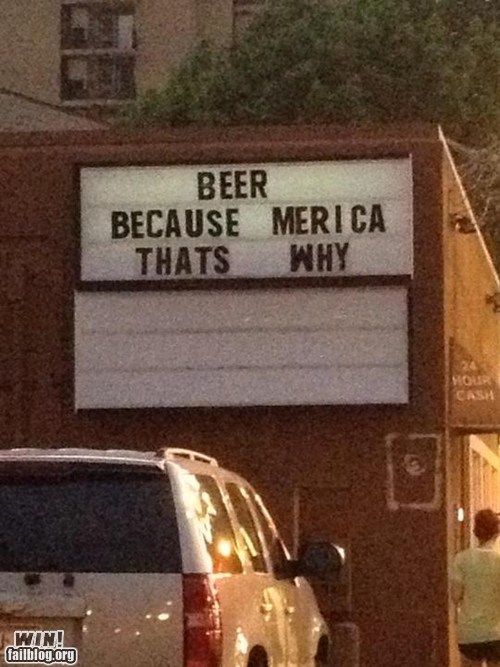 BEER
BECAUSE MERICA
THATS WHY
24
HOUR
CASH
WIN!
failblog.org